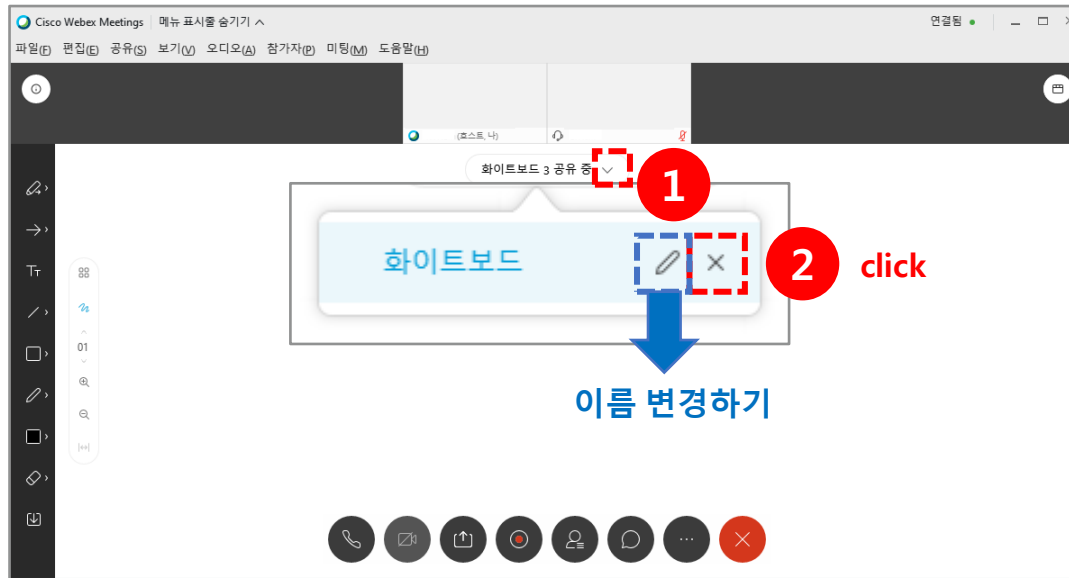 Cisco Webex Meetings 메뉴 표시줄 숨기기 ㅅ 연결됨
파일(F) 편집(E) 공유(S) 보기(V) 오디오(A) 참가자(P) 미팅(M) 도움말(H)
(호스트, 나)
화이트보드 3 공유 중
1
화이트보드
2 click
Tт
01
이름 변경하기